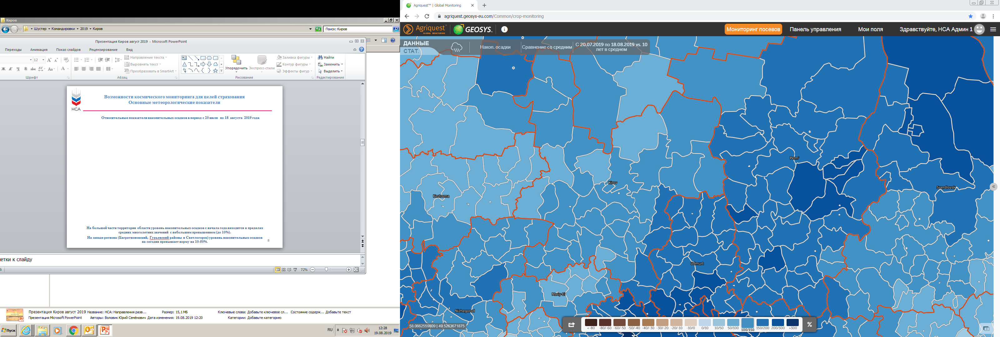 Киров
Шустер
Командировки
2019
Киров
Поиск: Киров
Презентация Киров август 2019 - Microsoft PowerPoint
Переходы
Анимация
Показ слайдов
Рецензирование
Вид
12
Ж К Ч S abc AV Aa A
Шрифт
Направление текста
Выровнять текст
Преобразовать в SmartArt
Абзац
Упорядочить
Экспресс-стили
Заливка фигуры
Контур фигуры
Эффекты фигур
Рисование
Найти
Заменить
Выделить
Редактирование
НСА
Возможности космического мониторинга для целей страхования
Основные метеорологические показатели
Относительные показатели накопительных осадков в период с 20 июля по 18 августа 2019 года
На большей части территории области уровень накопительных осадков с начала года находится в пределах
средних многолетних значений с небольшим превышением (до 10%).
На западе региона (Багратионовский, Гурьевский районы и Светлогорск) уровень накопительных осадков
на сегодня превышает норму на 10-50%.
8
етки к слайду
72%
Презентация Киров август 2019
Презентация Microsoft PowerPoint
Название: НСА: Направления разв...
Авторы: Воловик Юрий Семёнович
Размер: 15,1 МБ
Дата изменения: 19.08.2019 12:20
Ключевые слова: Добавьте ключевое сл...
Категории: Добавьте категорию
Состояние содерж... Добавьте текст
Пуск
RU
12:28
19.08.2019
Agriquest™ | Global Monitoring
agriquest.geosys-eu.com/Common/crop-monitoring
Agriquest™
GLOBAL MONITORING
GEOSYS™
Мониторинг посевов
Панель управления
Мои поля
Здравствуйте, НСА Админ 1
ДАННЫЕ
СТАТ.
Накоп. осадки
Сравнение со средним
С 20.07.2019 по 18.08.2019 vs. 10
лет в среднем
Perm'
Kirov
Sverdlovsk
Kostroma
Udmurt
Mariy-El
Nizhegorod
58.0662559809 | 49.5263671875
<-80
-80/-60
-60/-50
-50/-40
-40/-30
-30/-20
-20/-10
-10/0
0/10
10/50
50/100
100/150
150/200
200/300
>300
%